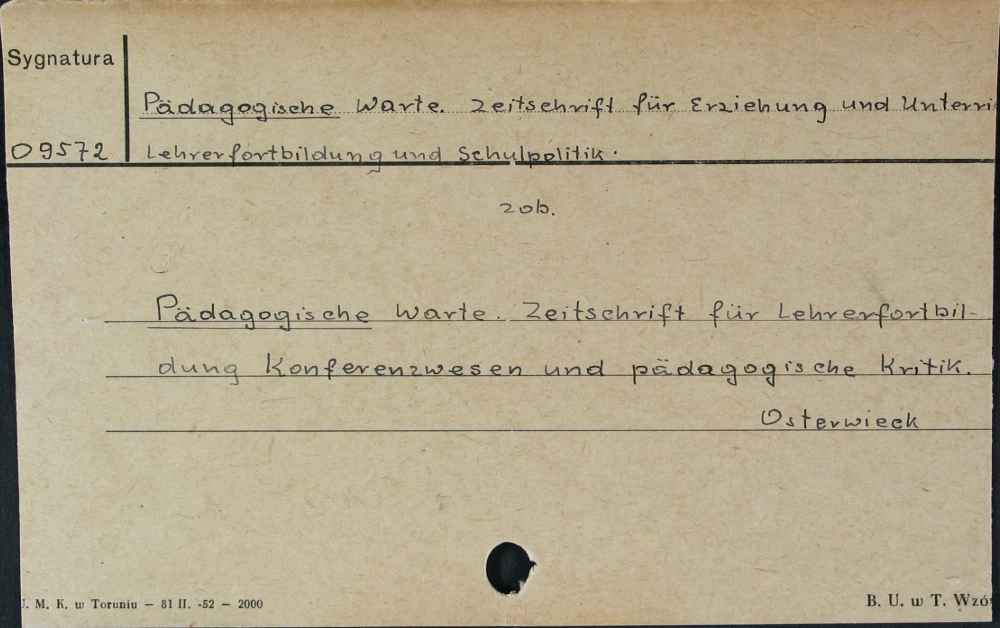 Sygnatura
Pädagogische Warte. Zeitschrift für Erziehung und Unterri
09572 Lehrerfortbildung und Schulpolitik.
zob.
Pädagogische Warte. Zeitschrift für Lehrerfortbil-
dung Konferenzwesen und pädagogische Kritik.
Osterwieck
. M. K. w Toruniu — 81 II. -52 — 2000
B. U. w T. Wzó